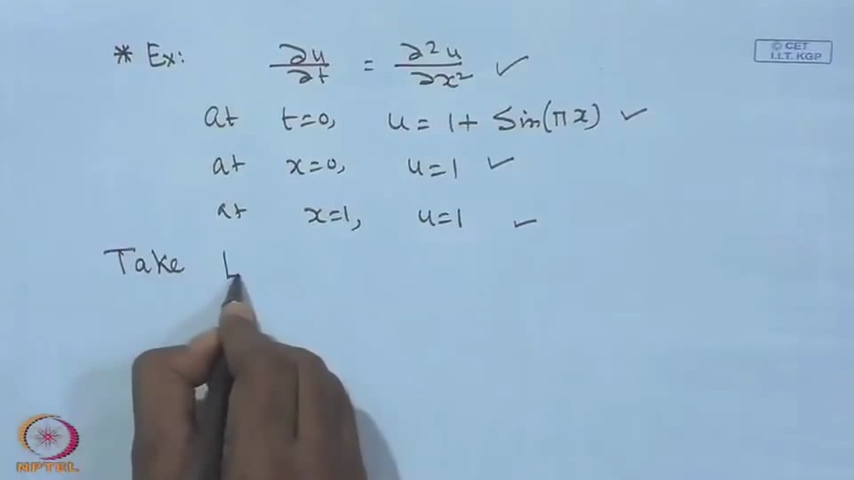 * Ex: ∂u/∂t = ∂²u/∂x² ✓
© CET
I.I.T. KGP
at t=0, u = 1+ Sin(πx) ✓
at x=0, u=1 ✓
at x=1, u=1 ✓
Take L
NPTEL